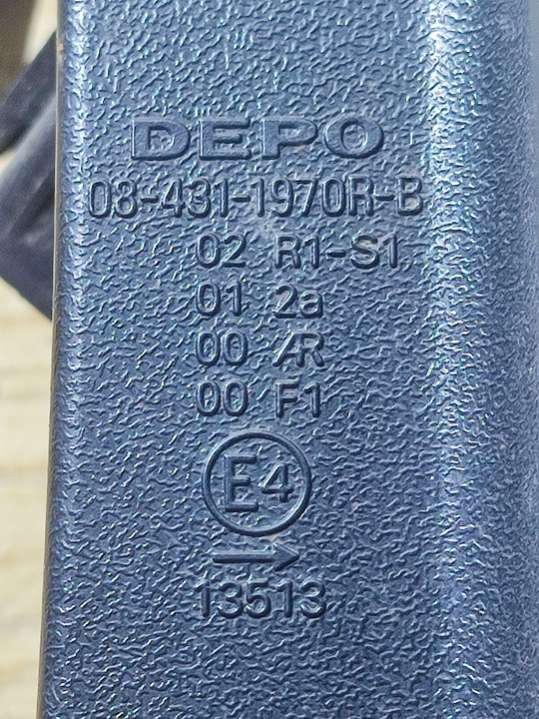 DEPO
08-431-1970R-B
02 R1-S1
01 2a
00 AR
00 F1
E4
→
13513